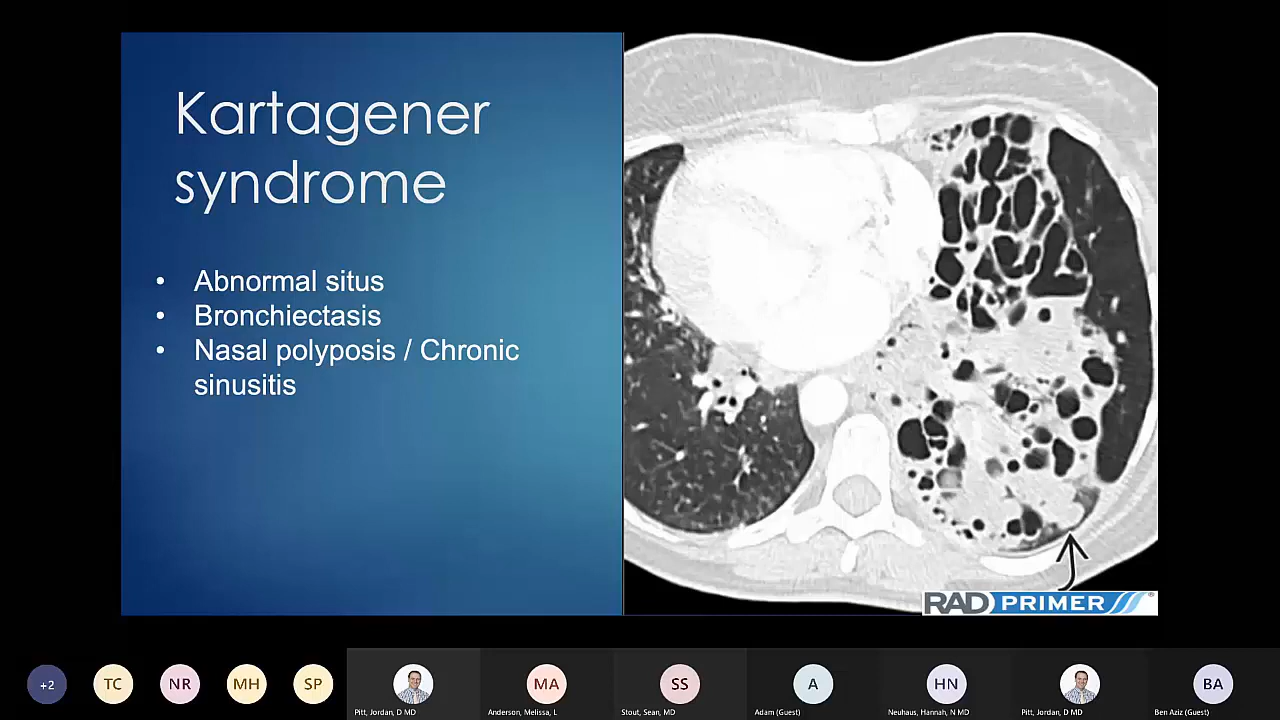 Kartagener
syndrome
• Abnormal situs
• Bronchiectasis
• Nasal polyposis / Chronic
sinusitis
RAD PRIMER®
+2
TC
NR
MH
SP
Pitt, Jordan, D MD
MA
Anderson, Melissa, L
SS
Stout, Sean, MD
A
Adam (Guest)
HN
Neuhaus, Hannah, N MD
Pitt, Jordan, D MD
BA
Ben Aziz (Guest)